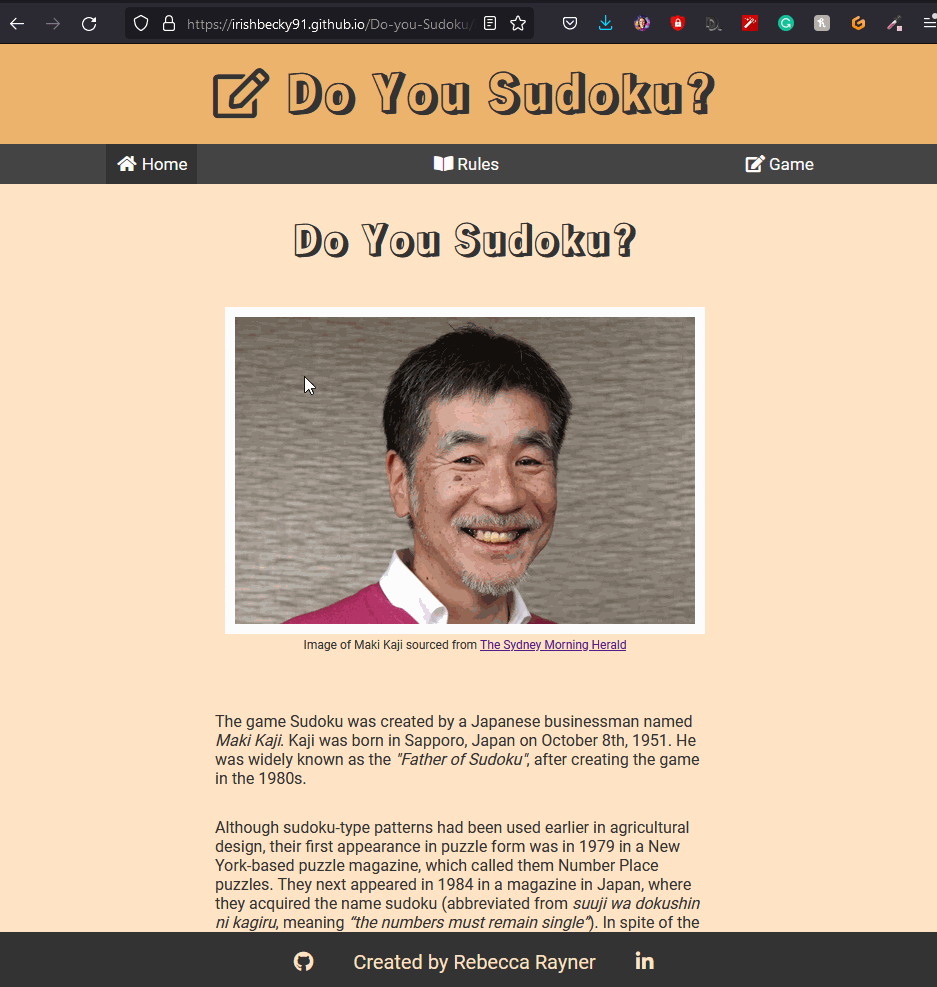 https://irishbecky91.github.io/Do-you-Sudoku/
Do You Sudoku?
Home
Rules
Game
Do You Sudoku?
Image of Maki Kaji sourced from The Sydney Morning Herald
The game Sudoku was created by a Japanese businessman named
Maki Kaji. Kaji was born in Sapporo, Japan on October 8th, 1951. He
was widely known as the "Father of Sudoku", after creating the game
in the 1980s.
Although sudoku-type patterns had been used earlier in agricultural
design, their first appearance in puzzle form was in 1979 in a New
York-based puzzle magazine, which called them Number Place
puzzles. They next appeared in 1984 in a magazine in Japan, where
they acquired the name sudoku (abbreviated from suuji wa dokushin
ni kagiru, meaning “the numbers must remain single”). In spite of the
Created by Rebecca Rayner